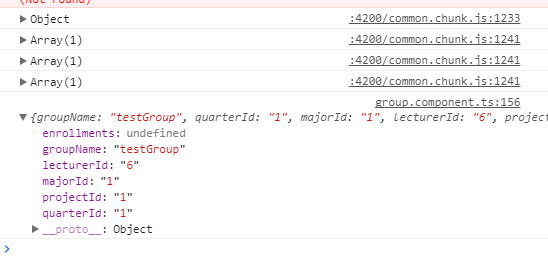 (Not Found)
Object :4200/common.chunk.js:1233
Array(1) :4200/common.chunk.js:1241
Array(1) :4200/common.chunk.js:1241
Array(1) :4200/common.chunk.js:1241
group.component.ts:156
{groupName: "testGroup", quarterId: "1", majorId: "1", lecturerId: "6", project
enrollments: undefined
groupName: "testGroup"
lecturerId: "6"
majorId: "1"
projectId: "1"
quarterId: "1"
__proto__: Object